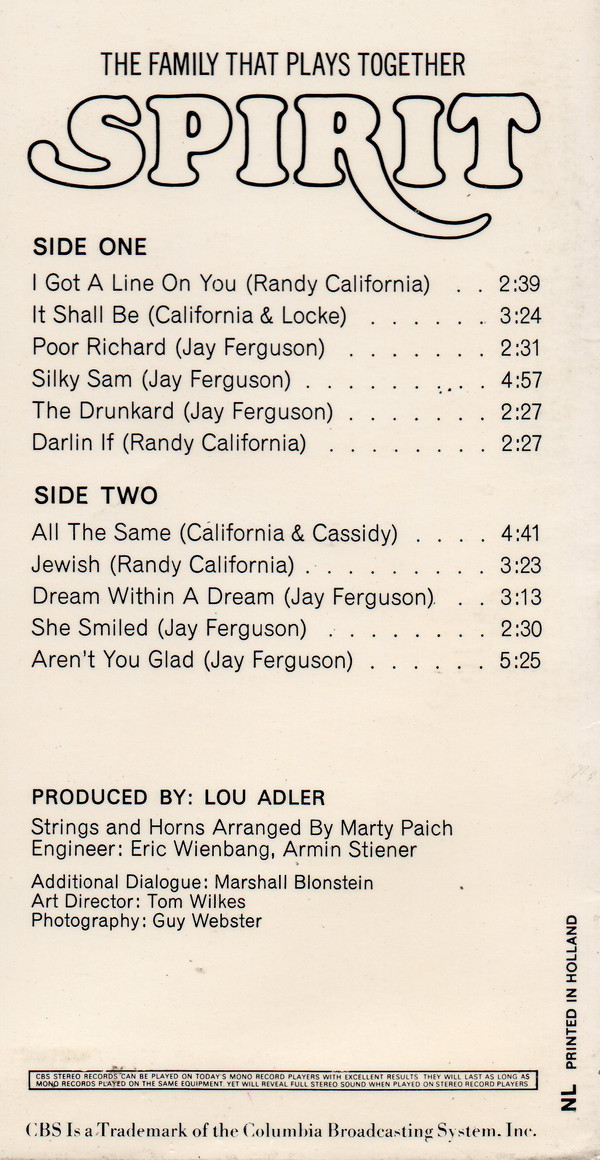 THE FAMILY THAT PLAYS TOGETHER
SPIRIT
SIDE ONE
I Got A Line On You (Randy California) . . 2:39
It Shall Be (California & Locke) . . . . . . 3:24
Poor Richard (Jay Ferguson) . . . . . . . 2:31
Silky Sam (Jay Ferguson) . . . . . . . . . 4:57
The Drunkard (Jay Ferguson) . . . . . . . 2:27
Darlin If (Randy California) . . . . . . . . 2:27
SIDE TWO
All The Same (California & Cassidy) . . . . 4:41
Jewish (Randy California) . . . . . . . . . 3:23
Dream Within A Dream (Jay Ferguson) . . . 3:13
She Smiled (Jay Ferguson) . . . . . . . . 2:30
Aren't You Glad (Jay Ferguson) . . . . . . 5:25
PRODUCED BY: LOU ADLER
Strings and Horns Arranged By Marty Paich
Engineer: Eric Wienbang, Armin Stiener
Additional Dialogue: Marshall Blonstein
Art Director: Tom Wilkes
Photography: Guy Webster
NL PRINTED IN HOLLAND
CBS STEREO RECORDS CAN BE PLAYED ON TODAY'S MONO RECORD PLAYERS WITH EXCELLENT RESULTS. THEY WILL LAST AS LONG AS
MONO RECORDS PLAYED ON THE SAME EQUIPMENT. YET WILL REVEAL FULL STEREO SOUND WHEN PLAYED ON STEREO RECORD PLAYERS
CBS Is a Trademark of the Columbia Broadcasting System. Inc.